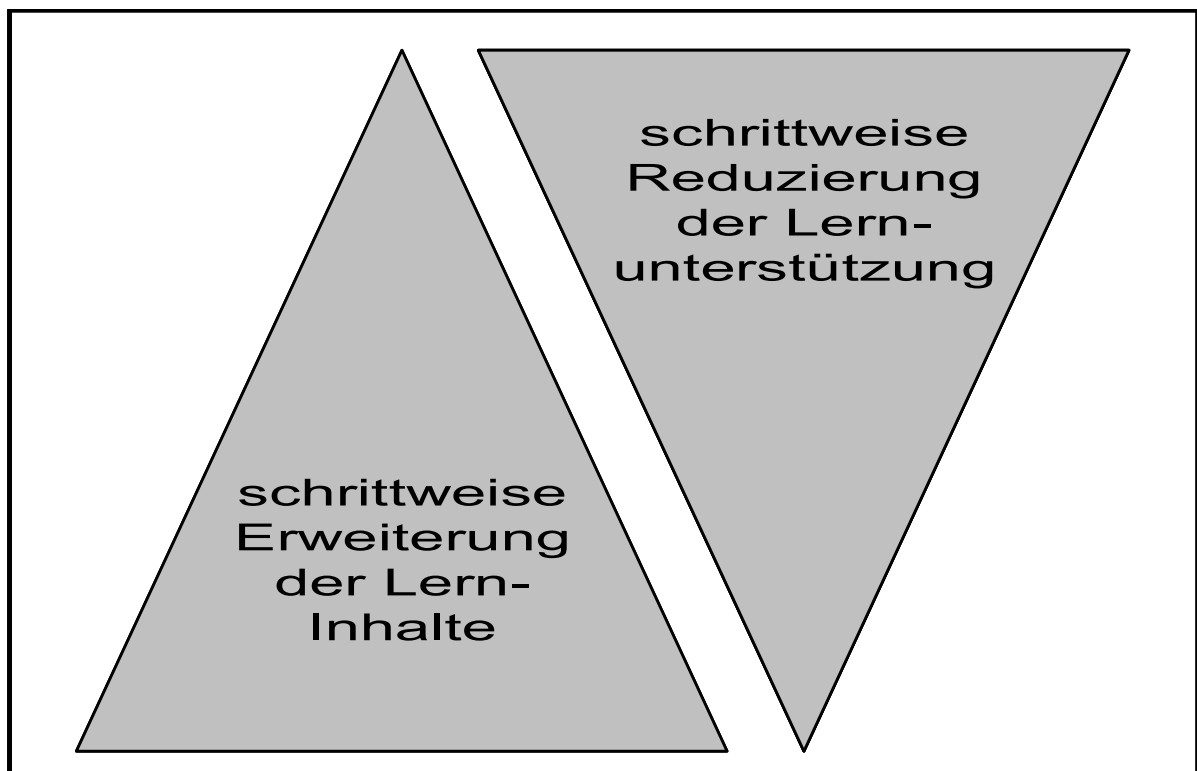 schrittweise
Reduzierung
der Lern-
unterstützung
schrittweise
Erweiterung
der Lern-
Inhalte